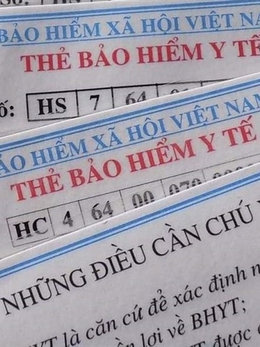 BẢO HIỂM XÃ HỘI VIỆT NAM
THẺ BẢO HIỂM Y TẾ
HS 7 64
BẢO HIỂM XÃ HỘI VIỆT NAM
THẺ BẢO HIỂM Y TẾ
HC 4 64 00
NHỮNG ĐIỀU CẦN CHÚ
là căn cứ để xác định
lợi về BHYT;
được